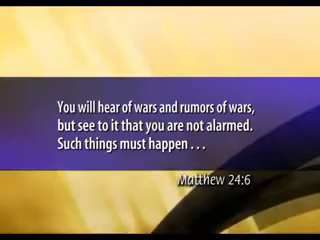 You will hear of wars and rumors of wars,
but see to it that you are not alarmed.
Such things must happen . . .
Matthew 24:6